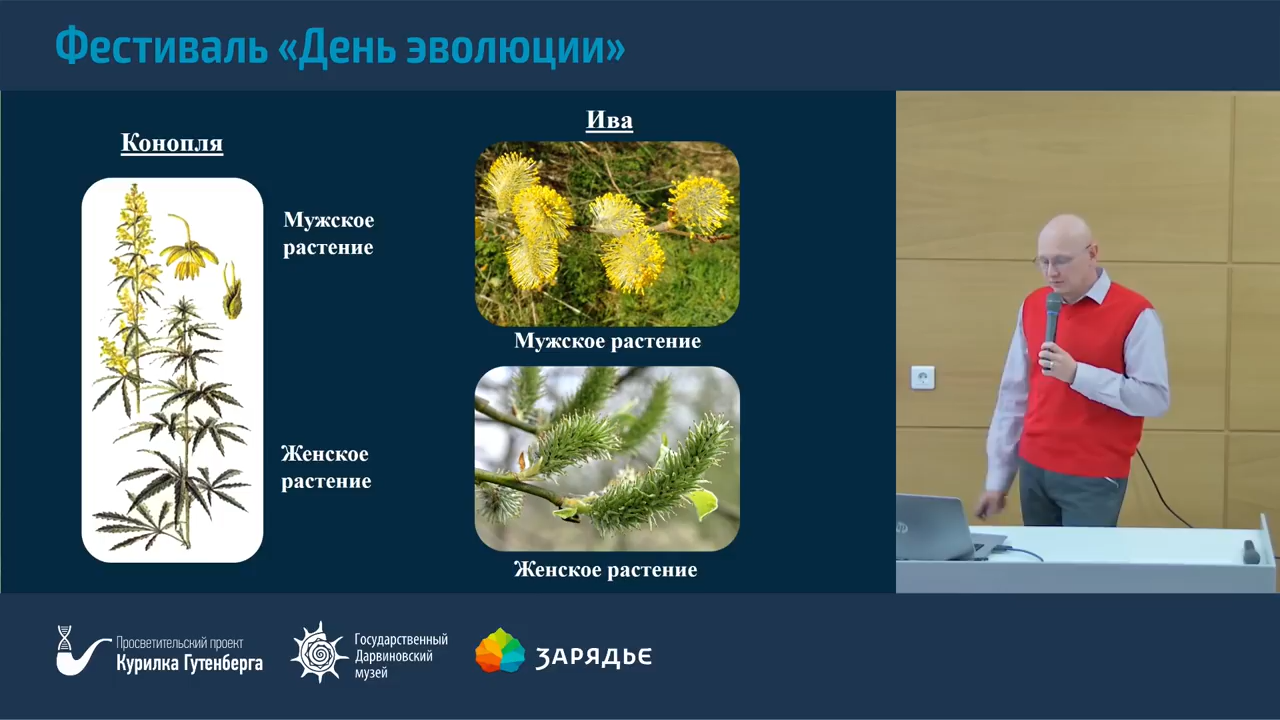 Фестиваль «День эволюции»
Конопля
Мужское
растение
Женское
растение
Ива
Мужское растение
Женское растение
Просветительский проект
Курилка Гутенберга
Государственный
Дарвиновский
музей
ЗАРЯДЬЕ
hp